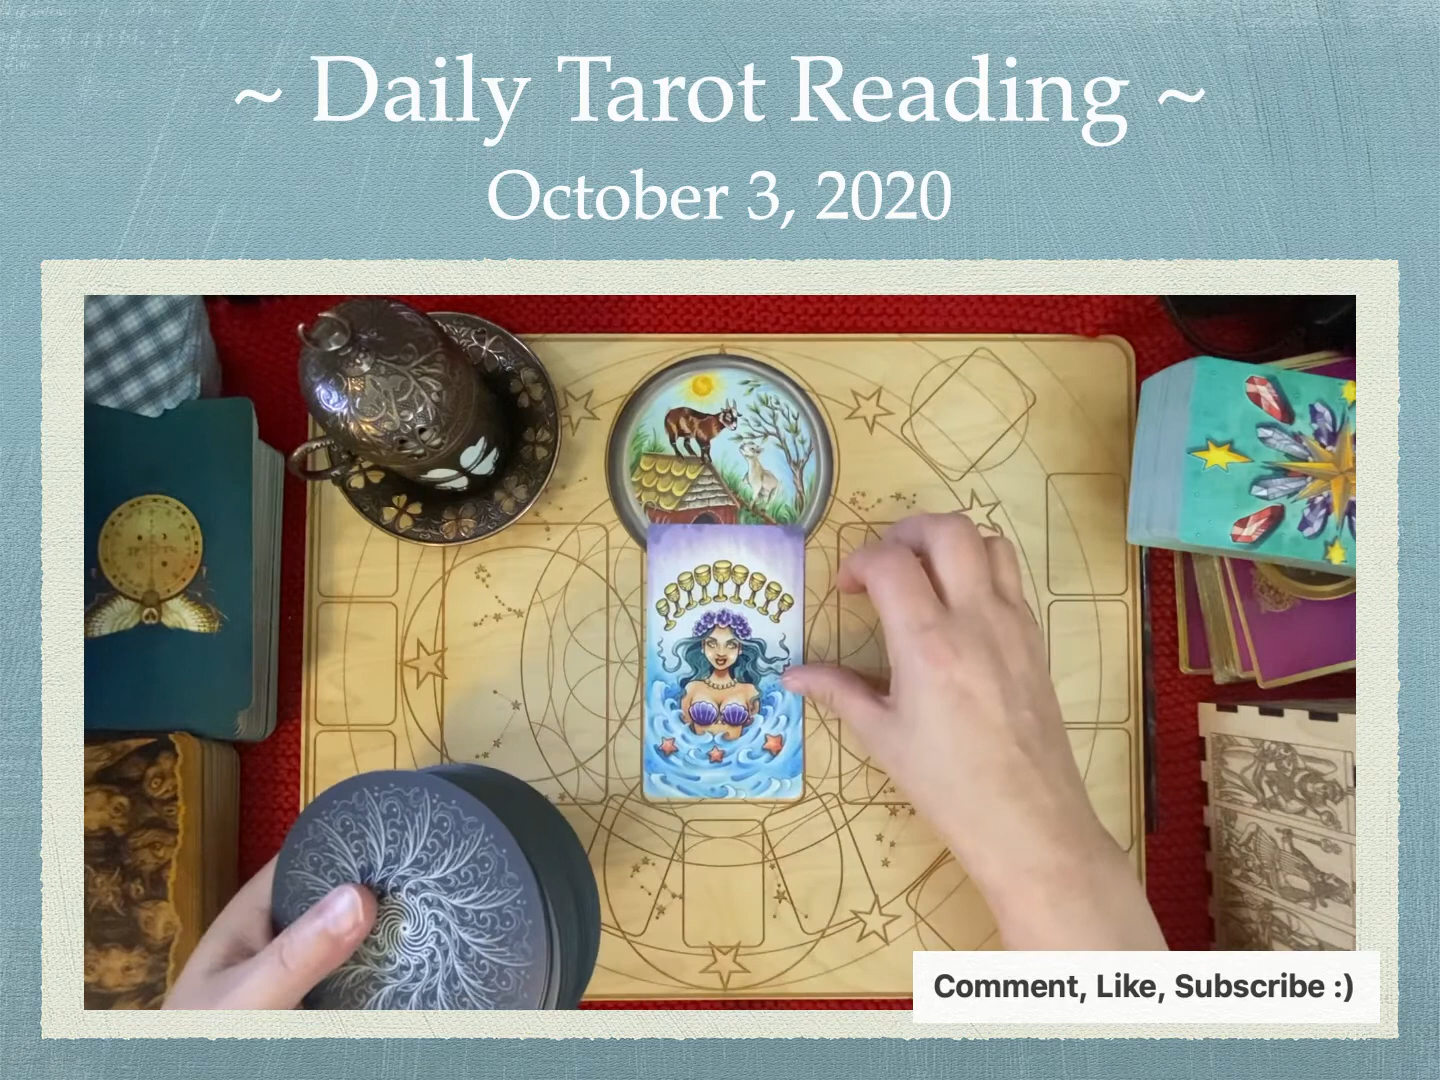 ~ Daily Tarot Reading ~
October 3, 2020
Comment, Like, Subscribe :)